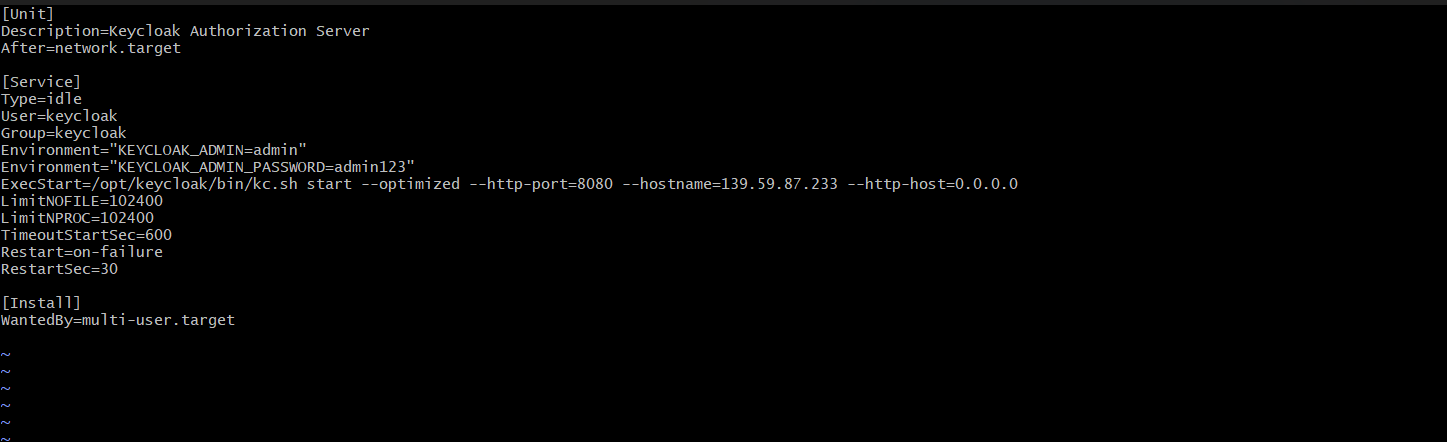 [Unit]
Description=Keycloak Authorization Server
After=network.target
[Service]
Type=idle
User=keycloak
Group=keycloak
Environment="KEYCLOAK_ADMIN=admin"
Environment="KEYCLOAK_ADMIN_PASSWORD=admin123"
ExecStart=/opt/keycloak/bin/kc.sh start --optimized --http-port=8080 --hostname=139.59.87.233 --http-host=0.0.0.0
LimitNOFILE=102400
LimitNPROC=102400
TimeoutStartSec=600
Restart=on-failure
RestartSec=30
[Install]
WantedBy=multi-user.target
~
~
~
~
~
~